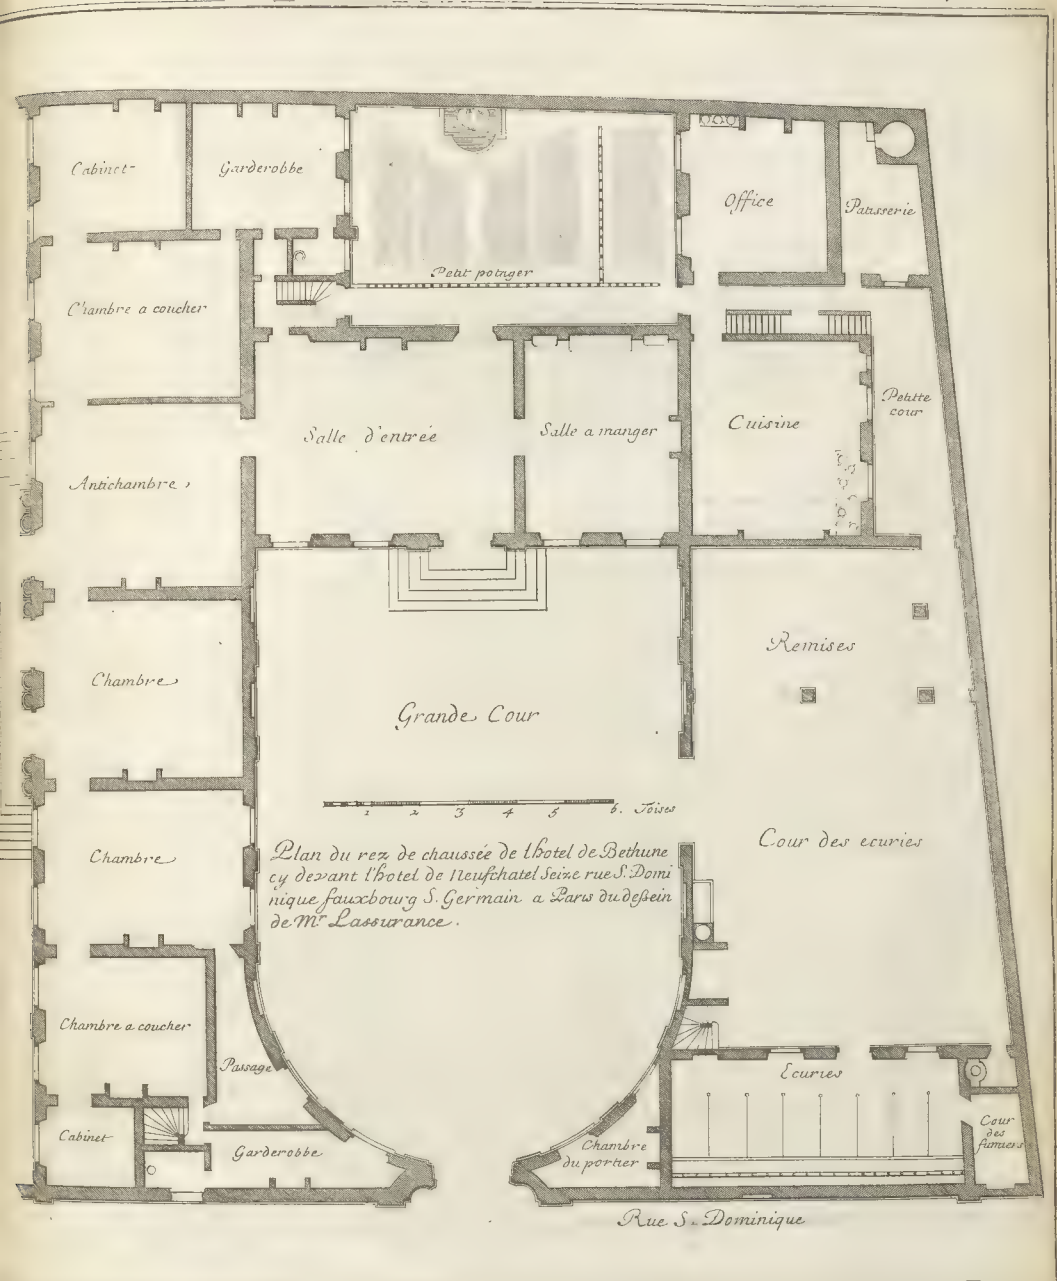 Cabinet
Garderobbe
Office
Patisserie
Petit potager
Chambre a coucher
Petitte
cour
Cuisine
Salle d'entrée
Salle a manger
Antichambre
Remises
Chambre
Grande Cour
1 2 3 4 5 6. Toises
Cour des ecuries
Chambre
Plan du rez de chaussée de l'hotel de Bethune
cy devant l'hotel de Neufchatel Seize rue S. Domi
nique fauxbourg S. Germain a Paris du deßein
de Mr. Lassurance.
Chambre a coucher
Passage
Ecuries
Cabinet
Garderobbe
Chambre
du portier
Cour
des
fumiers
Rue S. Dominique